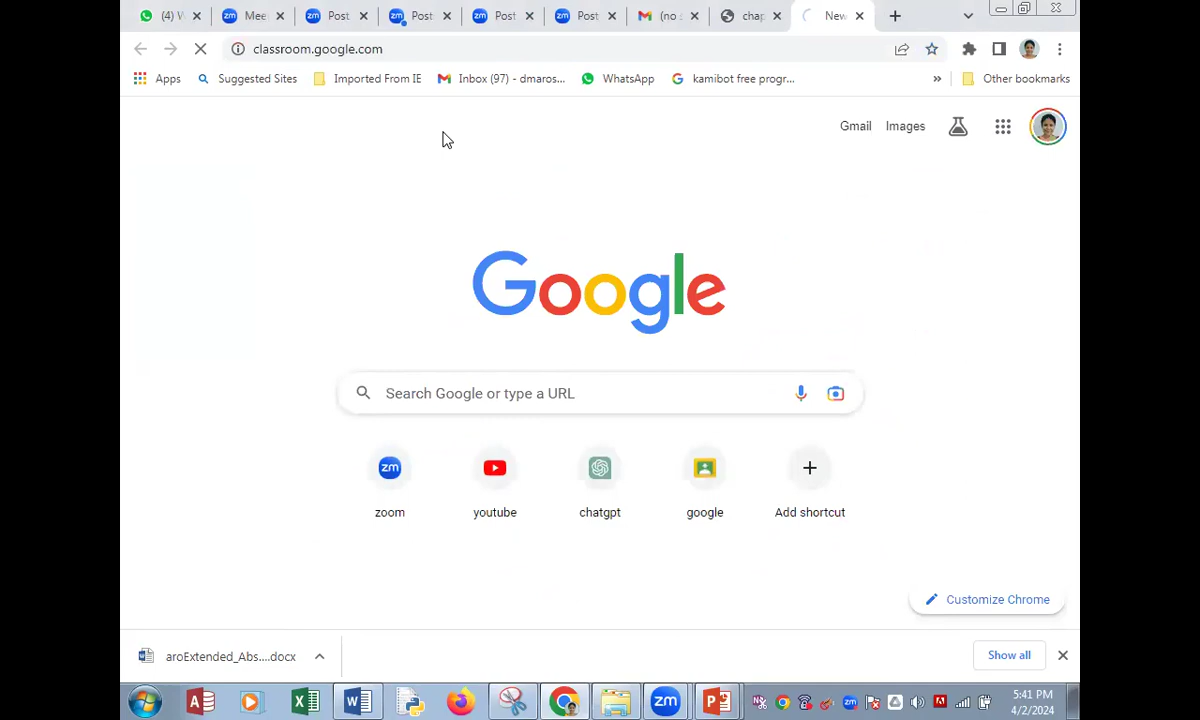 (4) W
Mee
Post
Post
Post
Post
(no s
chap
New
classroom.google.com
Apps
Suggested Sites
Imported From IE
Inbox (97) - dmaros...
WhatsApp
kamibot free progr...
»
Other bookmarks
Gmail
Images
Google
Search Google or type a URL
zm
zoom
youtube
chatgpt
google
Add shortcut
Customize Chrome
aroExtended_Abs....docx
Show all
5:41 PM
4/2/2024